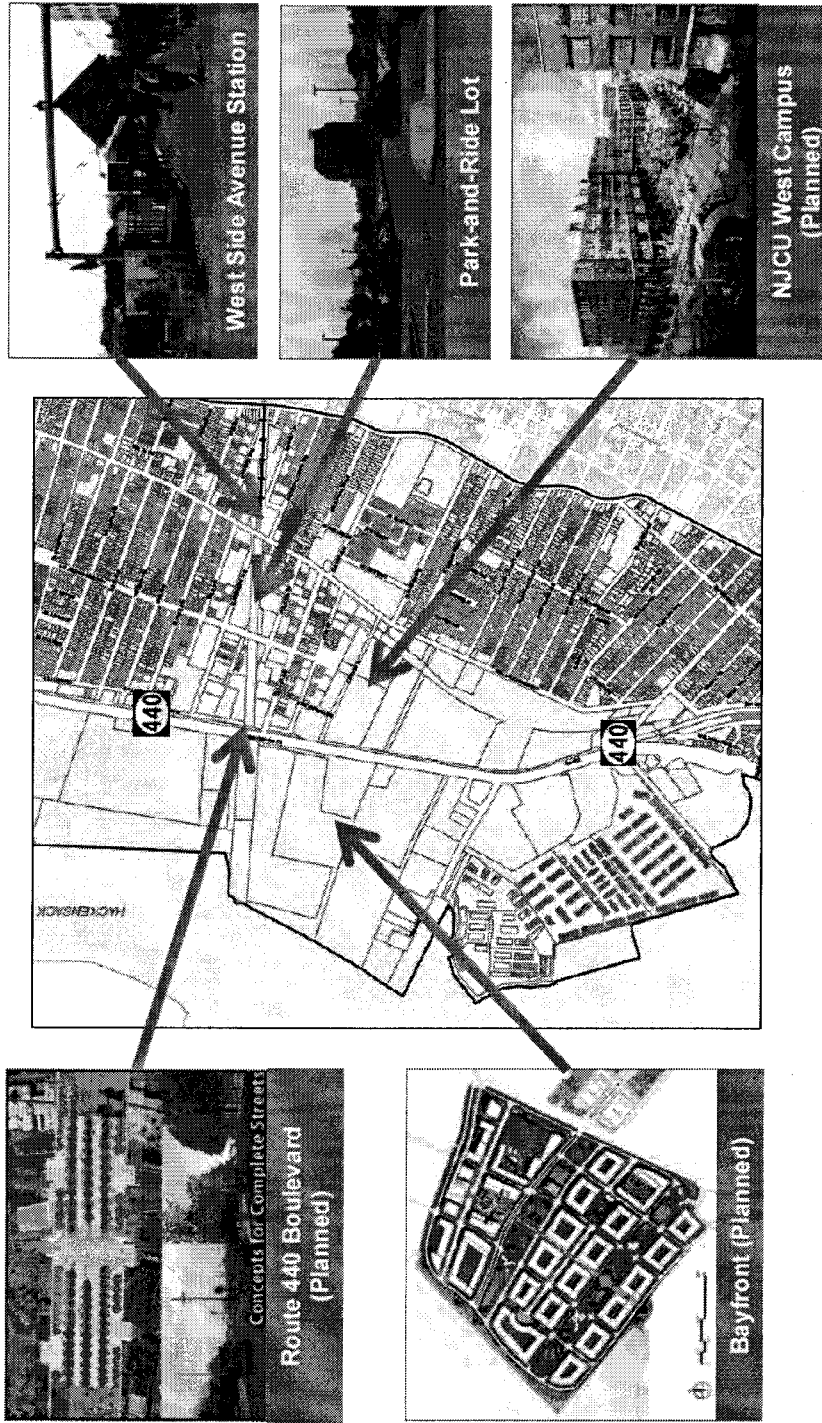 Concepts for Complete Streets
Route 440 Boulevard
(Planned)
Bayfront (Planned)
HACKENSACK
440
440
West Side Avenue Station
Park-and-Ride Lot
NJCU West Campus
(Planned)